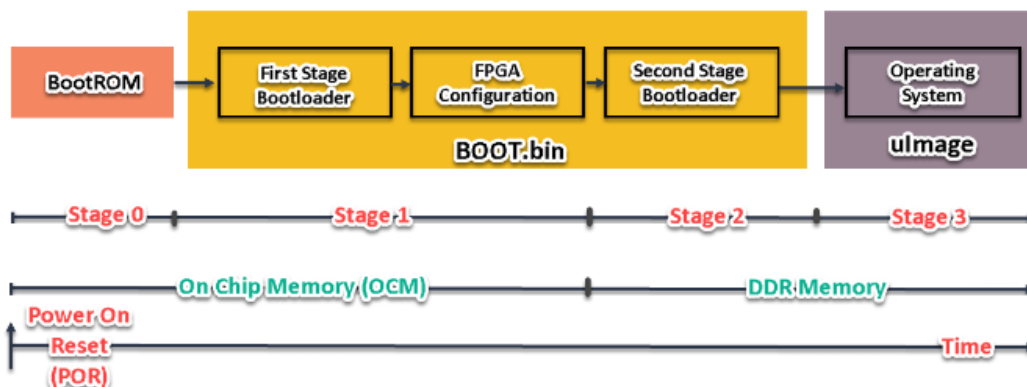 BootROM
First Stage
Bootloader
FPGA
Configuration
Second Stage
Bootloader
Operating
System
BOOT.bin
uImage
Stage 0
Stage 1
Stage 2
Stage 3
On Chip Memory (OCM)
DDR Memory
Power On
Reset
(POR)
Time